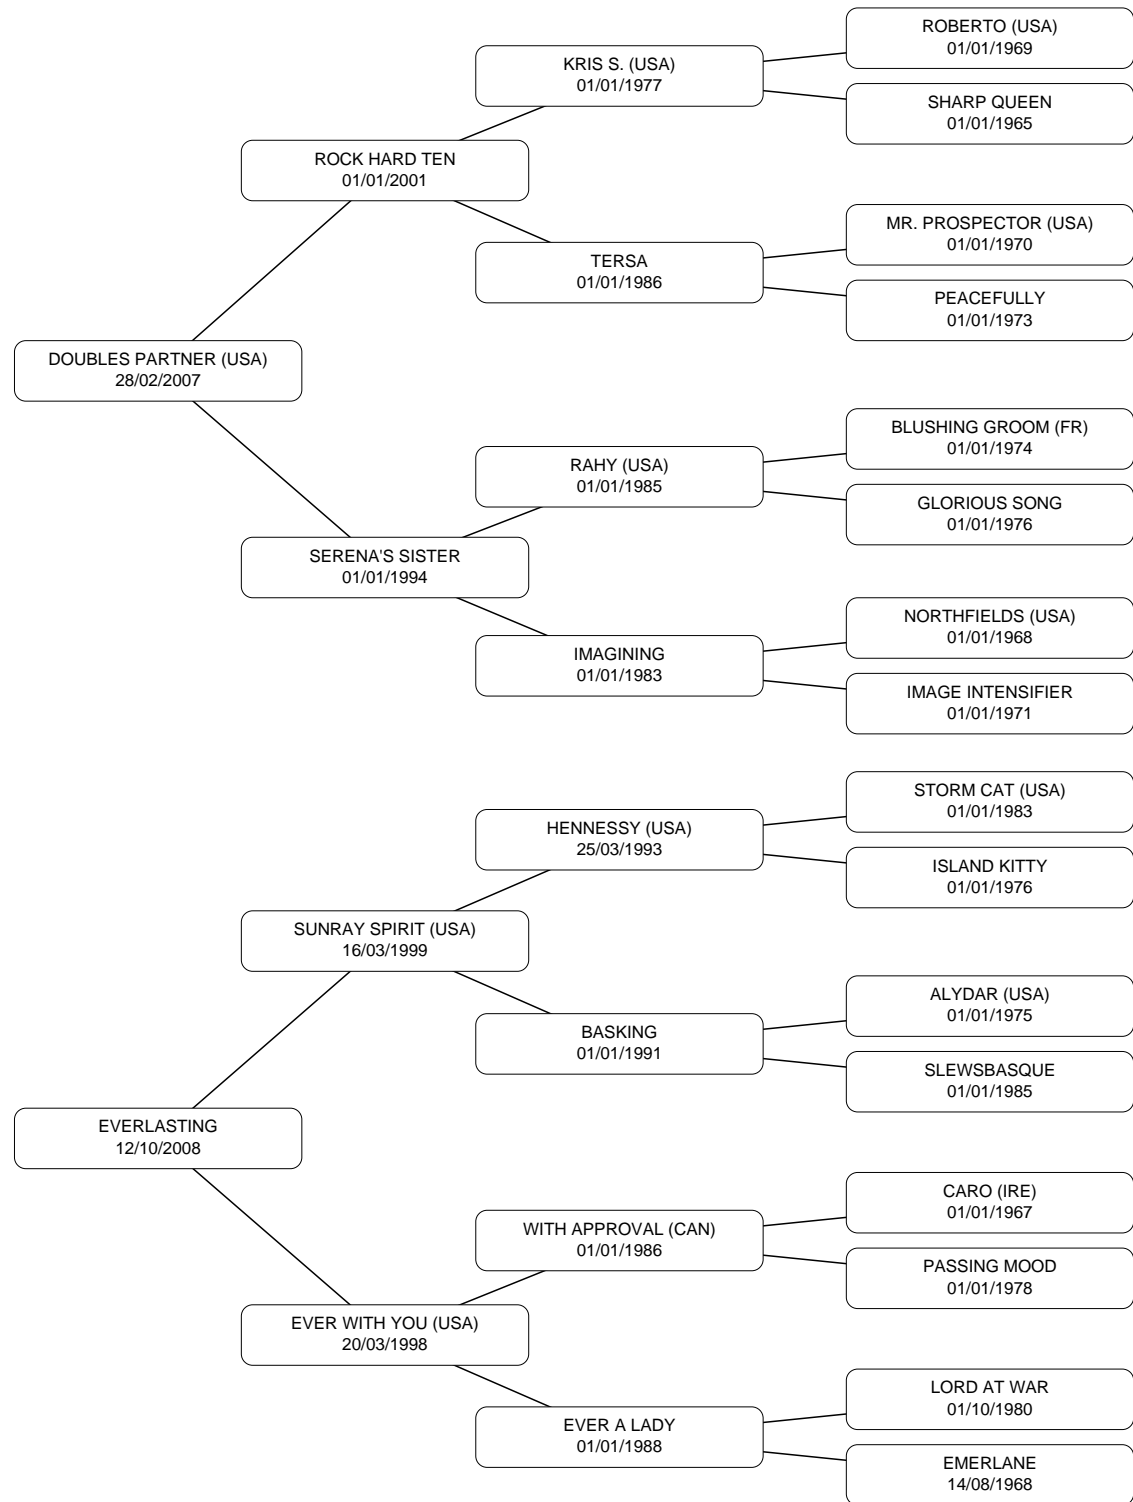 ROBERTO (USA)
01/01/1969
KRIS S. (USA)
01/01/1977
SHARP QUEEN
01/01/1965
ROCK HARD TEN
01/01/2001
MR. PROSPECTOR (USA)
01/01/1970
TERSA
01/01/1986
PEACEFULLY
01/01/1973
DOUBLES PARTNER (USA)
28/02/2007
BLUSHING GROOM (FR)
01/01/1974
RAHY (USA)
01/01/1985
GLORIOUS SONG
01/01/1976
SERENA'S SISTER
01/01/1994
NORTHFIELDS (USA)
01/01/1968
IMAGINING
01/01/1983
IMAGE INTENSIFIER
01/01/1971
STORM CAT (USA)
01/01/1983
HENNESSY (USA)
25/03/1993
ISLAND KITTY
01/01/1976
SUNRAY SPIRIT (USA)
16/03/1999
ALYDAR (USA)
01/01/1975
BASKING
01/01/1991
SLEWSBASQUE
01/01/1985
EVERLASTING
12/10/2008
CARO (IRE)
01/01/1967
WITH APPROVAL (CAN)
01/01/1986
PASSING MOOD
01/01/1978
EVER WITH YOU (USA)
20/03/1998
LORD AT WAR
01/10/1980
EVER A LADY
01/01/1988
EMERLANE
14/08/1968